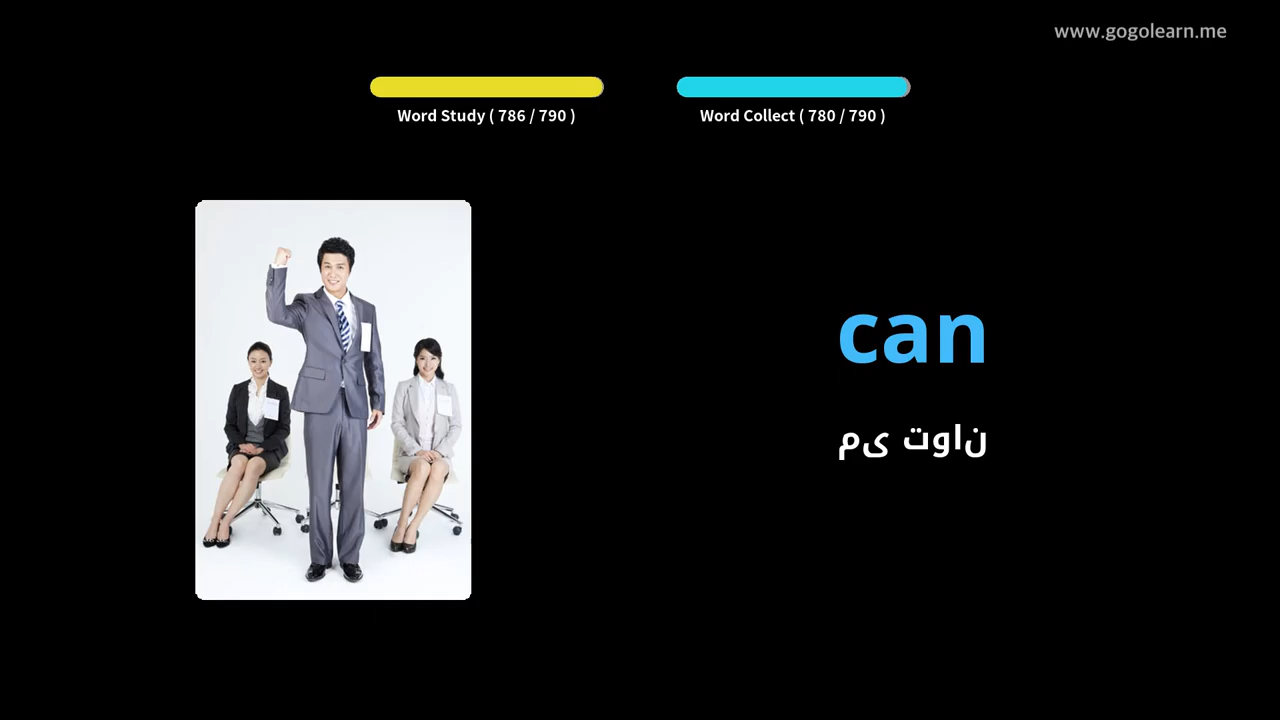 www.gogolearn.me
Word Study ( 786 / 790 )
Word Collect ( 780 / 790 )
can
می توان